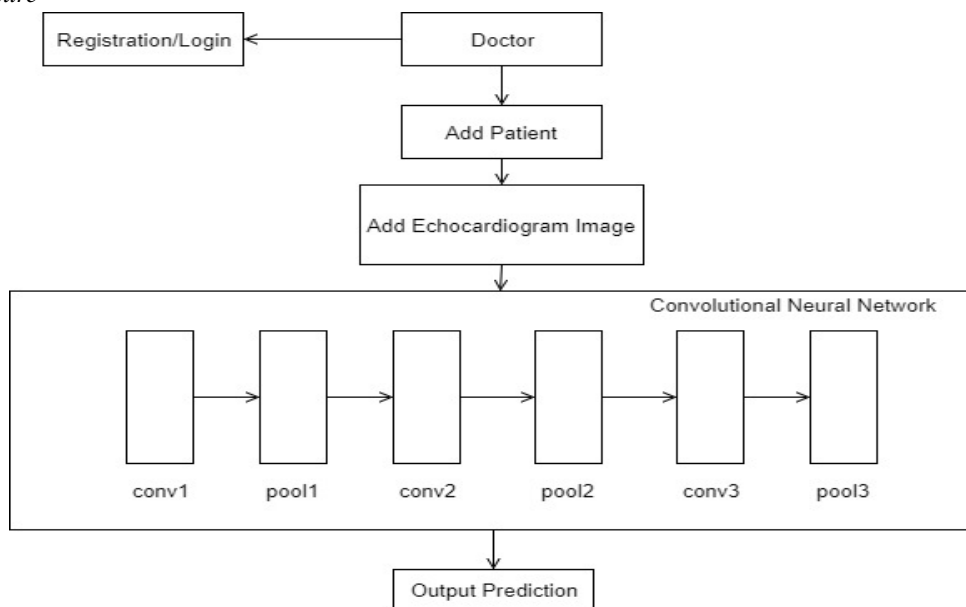 Registration/Login
Doctor
Add Patient
Add Echocardiogram Image
Convolutional Neural Network
conv1
pool1
conv2
pool2
conv3
pool3
Output Prediction